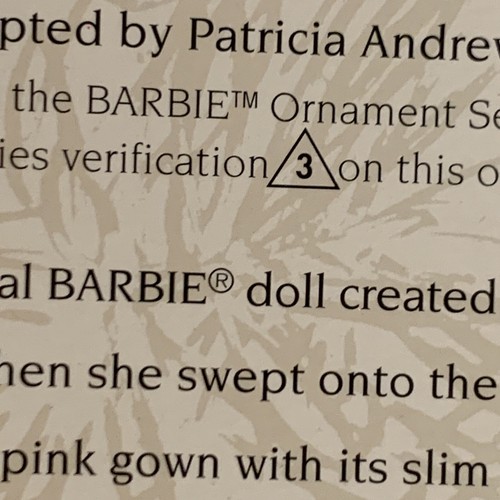 pted by Patricia Andrew
the BARBIE™ Ornament Se
ies verification 3 on this o
al BARBIE® doll created
hen she swept onto the
pink gown with its slim